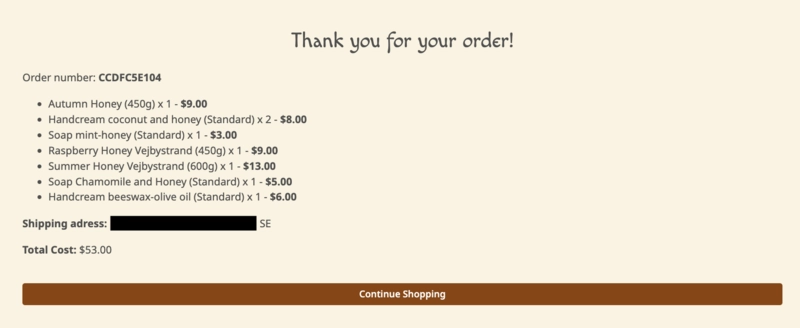 Thank you for your order!
Order number: CCDFC5E104
• Autumn Honey (450g) x 1 - $9.00
• Handcream coconut and honey (Standard) x 2 - $8.00
• Soap mint-honey (Standard) x 1 - $3.00
• Raspberry Honey Vejbystrand (450g) x 1 - $9.00
• Summer Honey Vejbystrand (600g) x 1 - $13.00
• Soap Chamomile and Honey (Standard) x 1 - $5.00
• Handcream beeswax-olive oil (Standard) x 1 - $6.00
Shipping adress: SE
Total Cost: $53.00
Continue Shopping